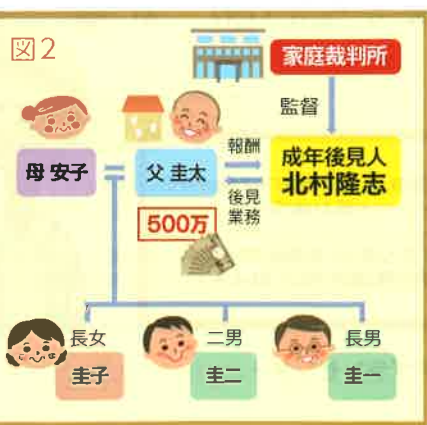 図2
家庭裁判所
監督
母 安子
父 圭太
報酬
後見
業務
成年後見人
北村隆志
500万
長女
二男
長男
圭子
圭二
圭一